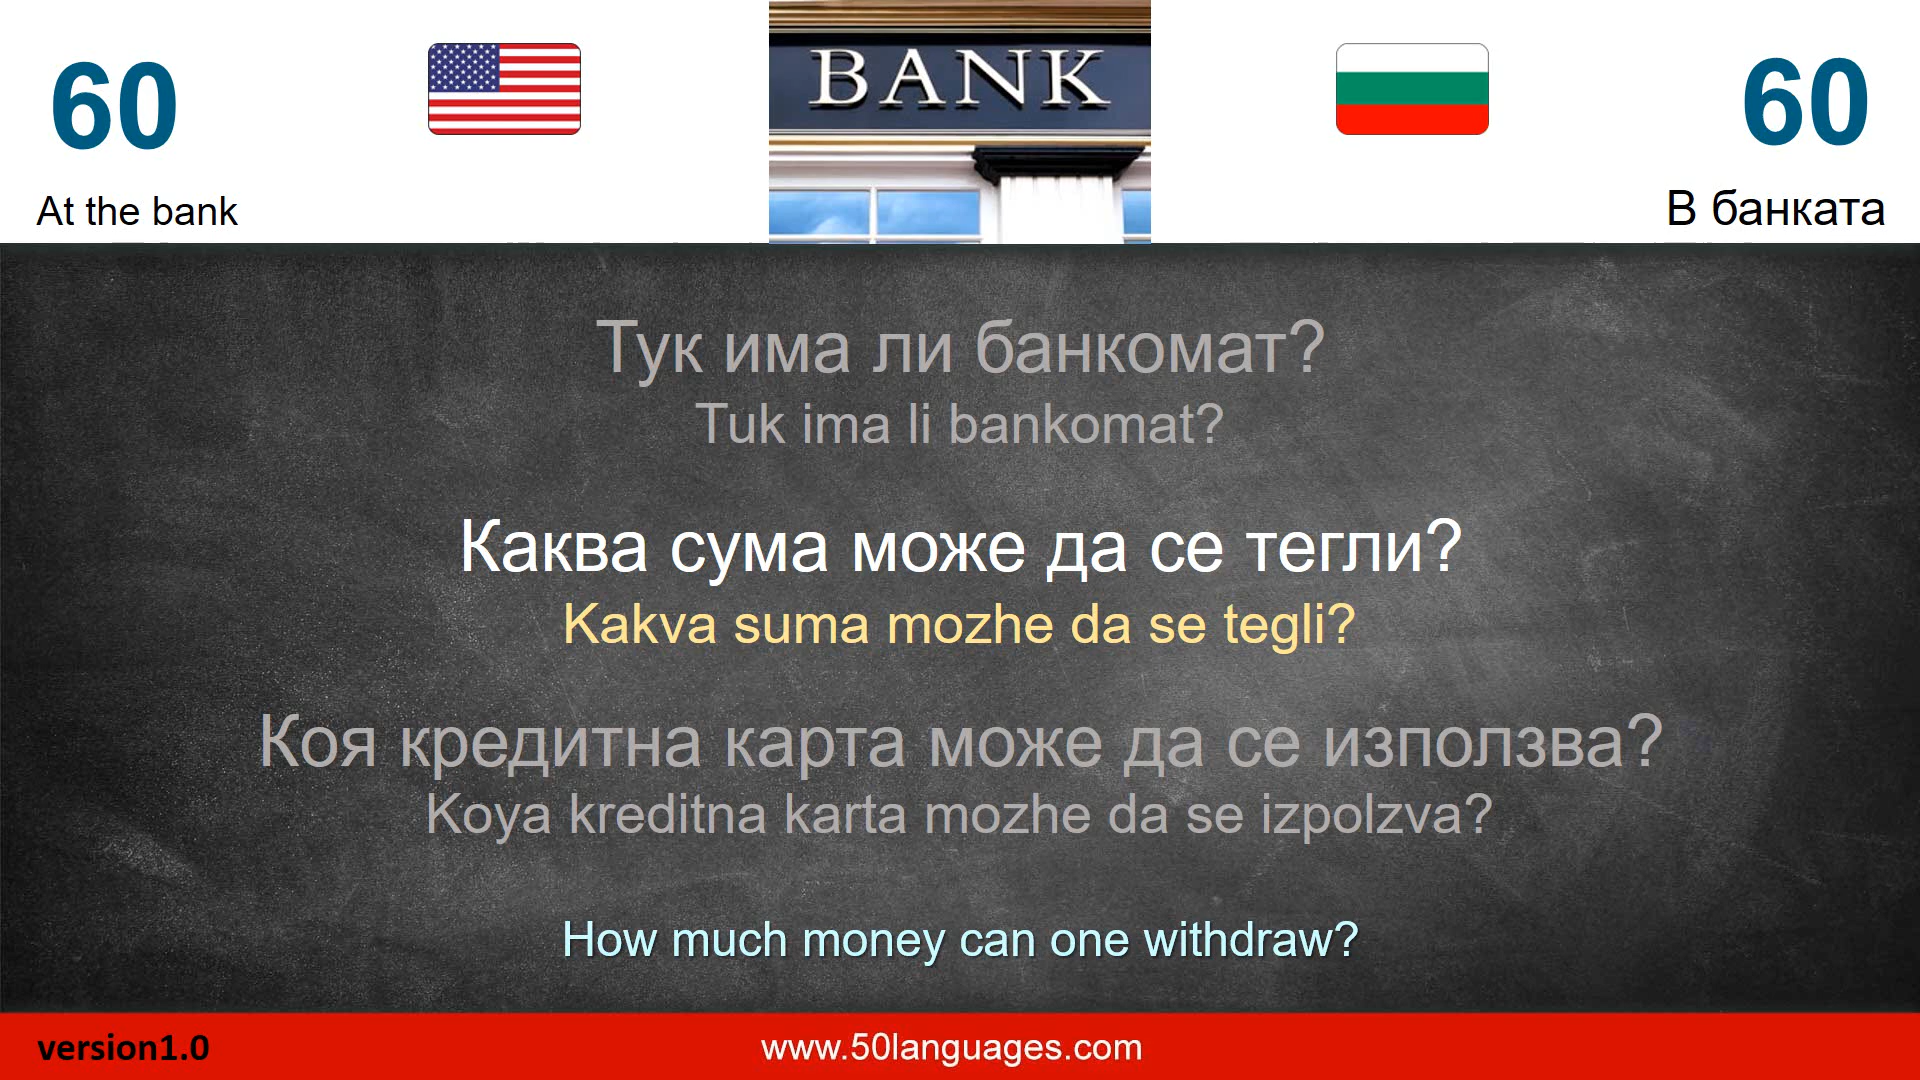 60
BANK
60
At the bank
В банката
Тук има ли банкомат?
Tuk ima li bankomat?
Каква сума може да се тегли?
Kakva suma mozhe da se tegli?
Коя кредитна карта може да се използва?
Koya kreditna karta mozhe da se izpolzva?
How much money can one withdraw?
version1.0
www.50languages.com